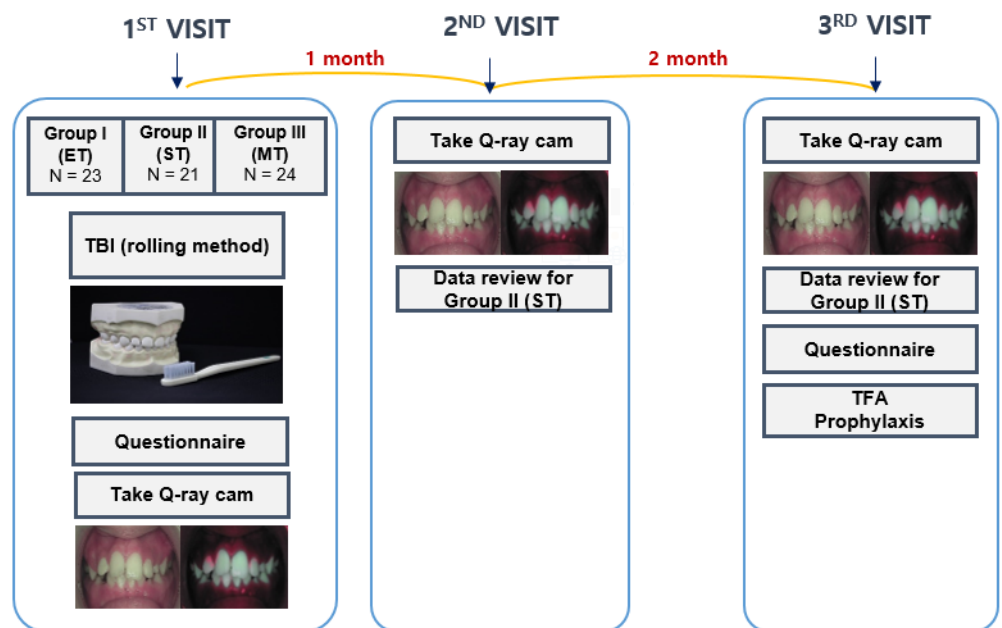 1ST VISIT
2ND VISIT
3RD VISIT
1 month
2 month
Group I
(ET)
N = 23
Group II
(ST)
N = 21
Group III
(MT)
N = 24
TBI (rolling method)
Questionnaire
Take Q-ray cam
Take Q-ray cam
Data review for
Group II (ST)
Take Q-ray cam
Data review for
Group II (ST)
Questionnaire
TFA
Prophylaxis